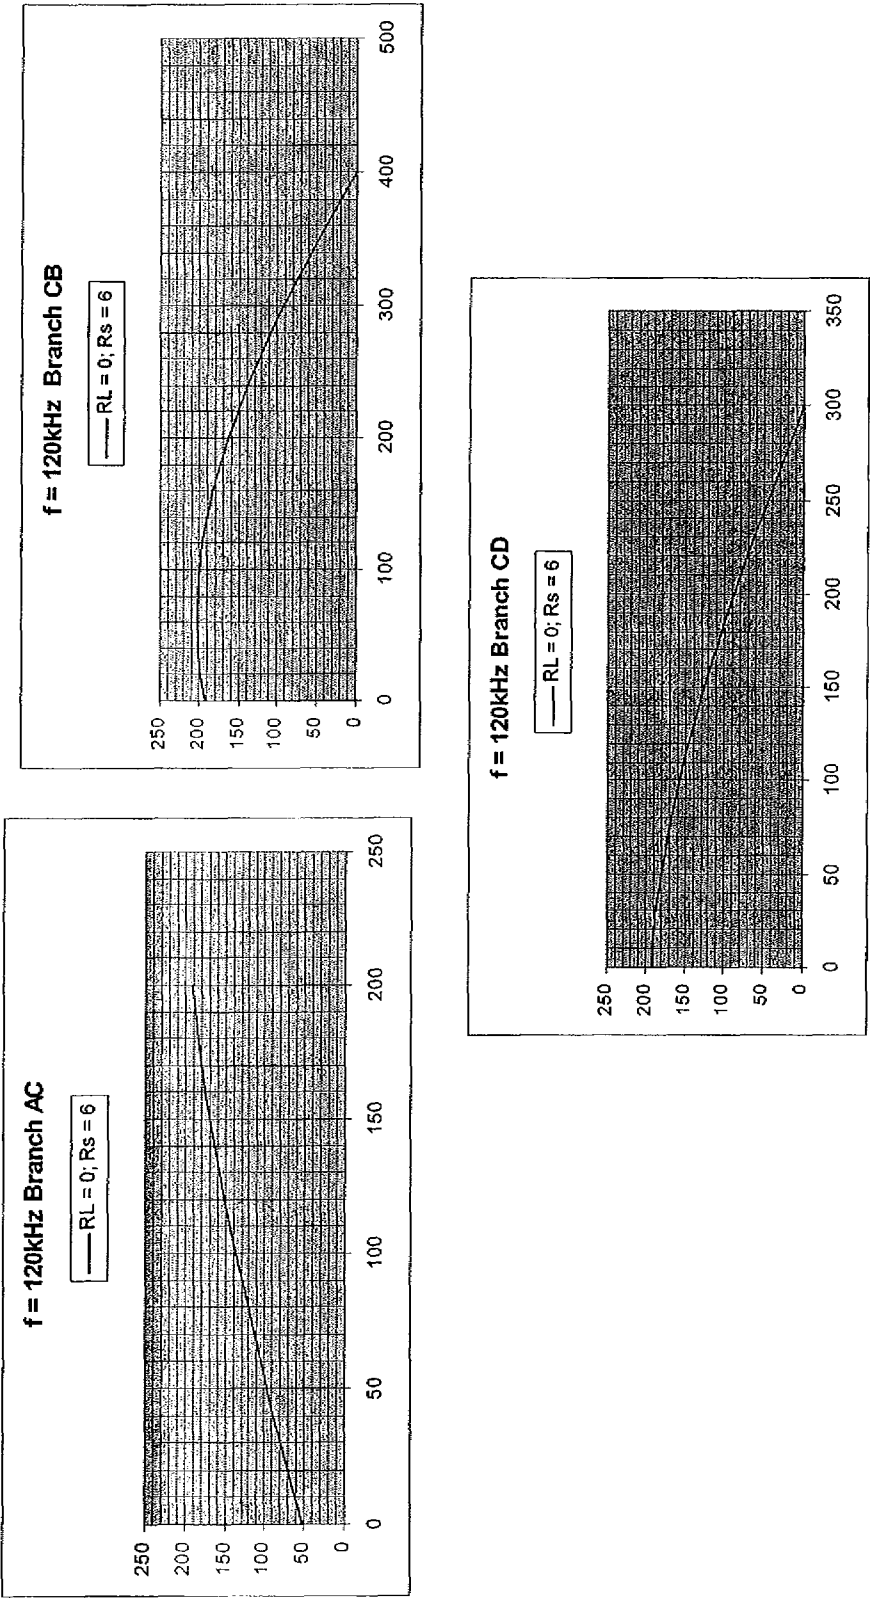 f = 120kHz Branch AC
RL = 0; Rs = 6
250
200
150
100
50
0
0 50 100 150 200 250
f = 120kHz Branch CB
RL = 0; Rs = 6
250
200
150
100
50
0
0 100 200 300 400 500
f = 120kHz Branch CD
RL = 0; Rs = 6
250
200
150
100
50
0
0 50 100 150 200 250 300 350